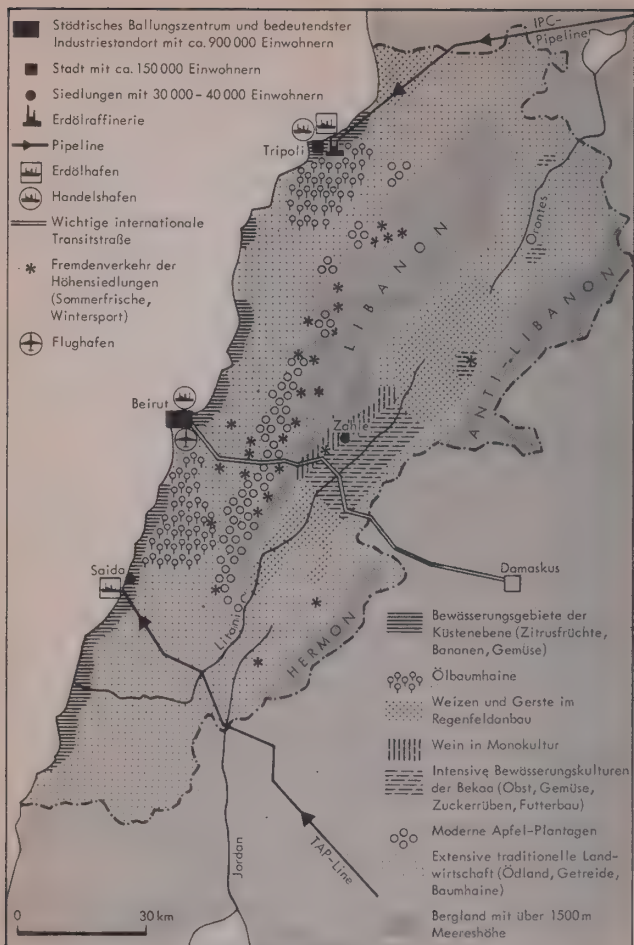 Städtisches Ballungszentrum und bedeutendster
Industriestandort mit ca. 900 000 Einwohnern
Stadt mit ca. 150 000 Einwohnern
Siedlungen mit 30 000 – 40 000 Einwohnern
Erdölraffinerie
Pipeline
Erdölhafen
Handelshafen
Wichtige internationale
Transitstraße
Fremdenverkehr der
Höhensiedlungen
(Sommerfrische,
Wintersport)
Flughafen
IPC-
Pipeline
Tripoli
Orontes
LIBANON
ANTI-LIBANON
Beirut
Zahle
Damaskus
Saida
Litani
HERMON
Jordan
TAP-Line
Bewässerungsgebiete der
Küstenebene (Zitrusfrüchte,
Bananen, Gemüse)
Ölbaumhaine
Weizen und Gerste im
Regenfeldanbau
Wein in Monokultur
Intensive Bewässerungskulturen
der Bekaa (Obst, Gemüse,
Zuckerrüben, Futterbau)
Moderne Apfel-Plantagen
Extensive traditionelle Land-
wirtschaft (Ödland, Getreide,
Baumhaine)
Bergland mit über 1500 m
Meereshöhe
0 30 km